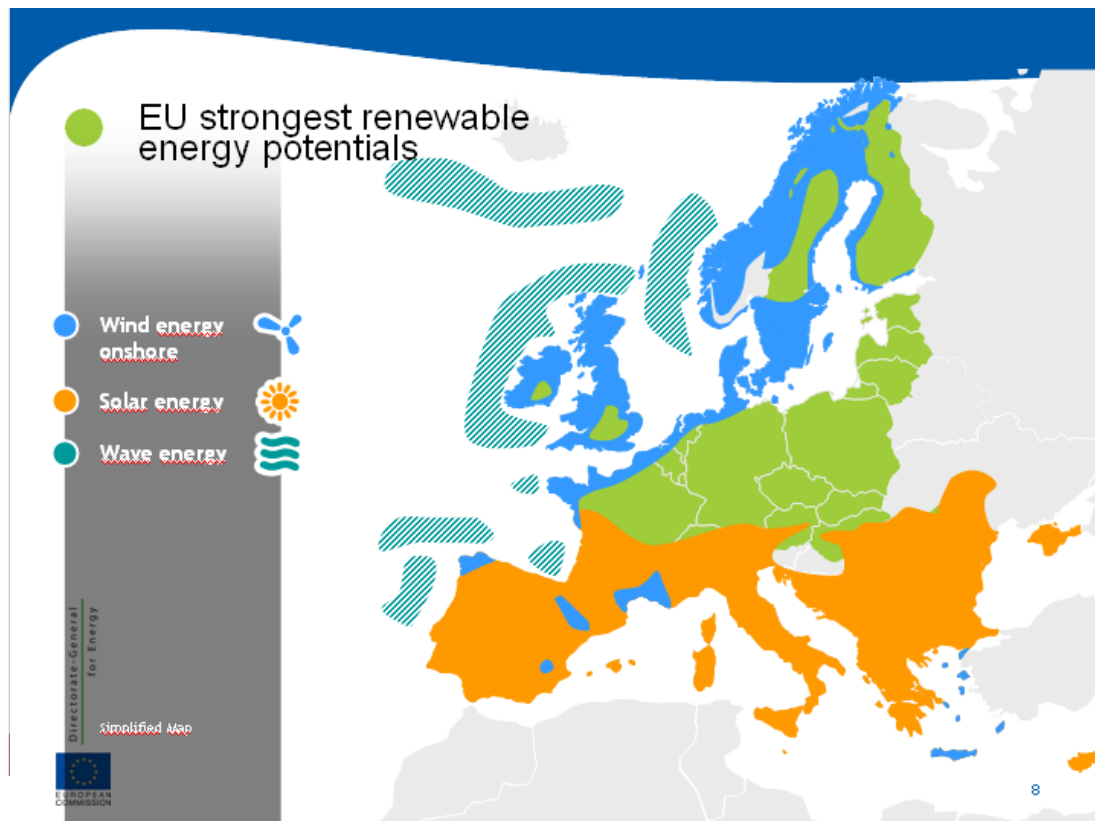 EU strongest renewable
energy potentials
Wind energy
onshore
Solar energy
Wave energy
Directorate-General
for Energy
Simplified Map
EUROPEAN
COMMISSION
8